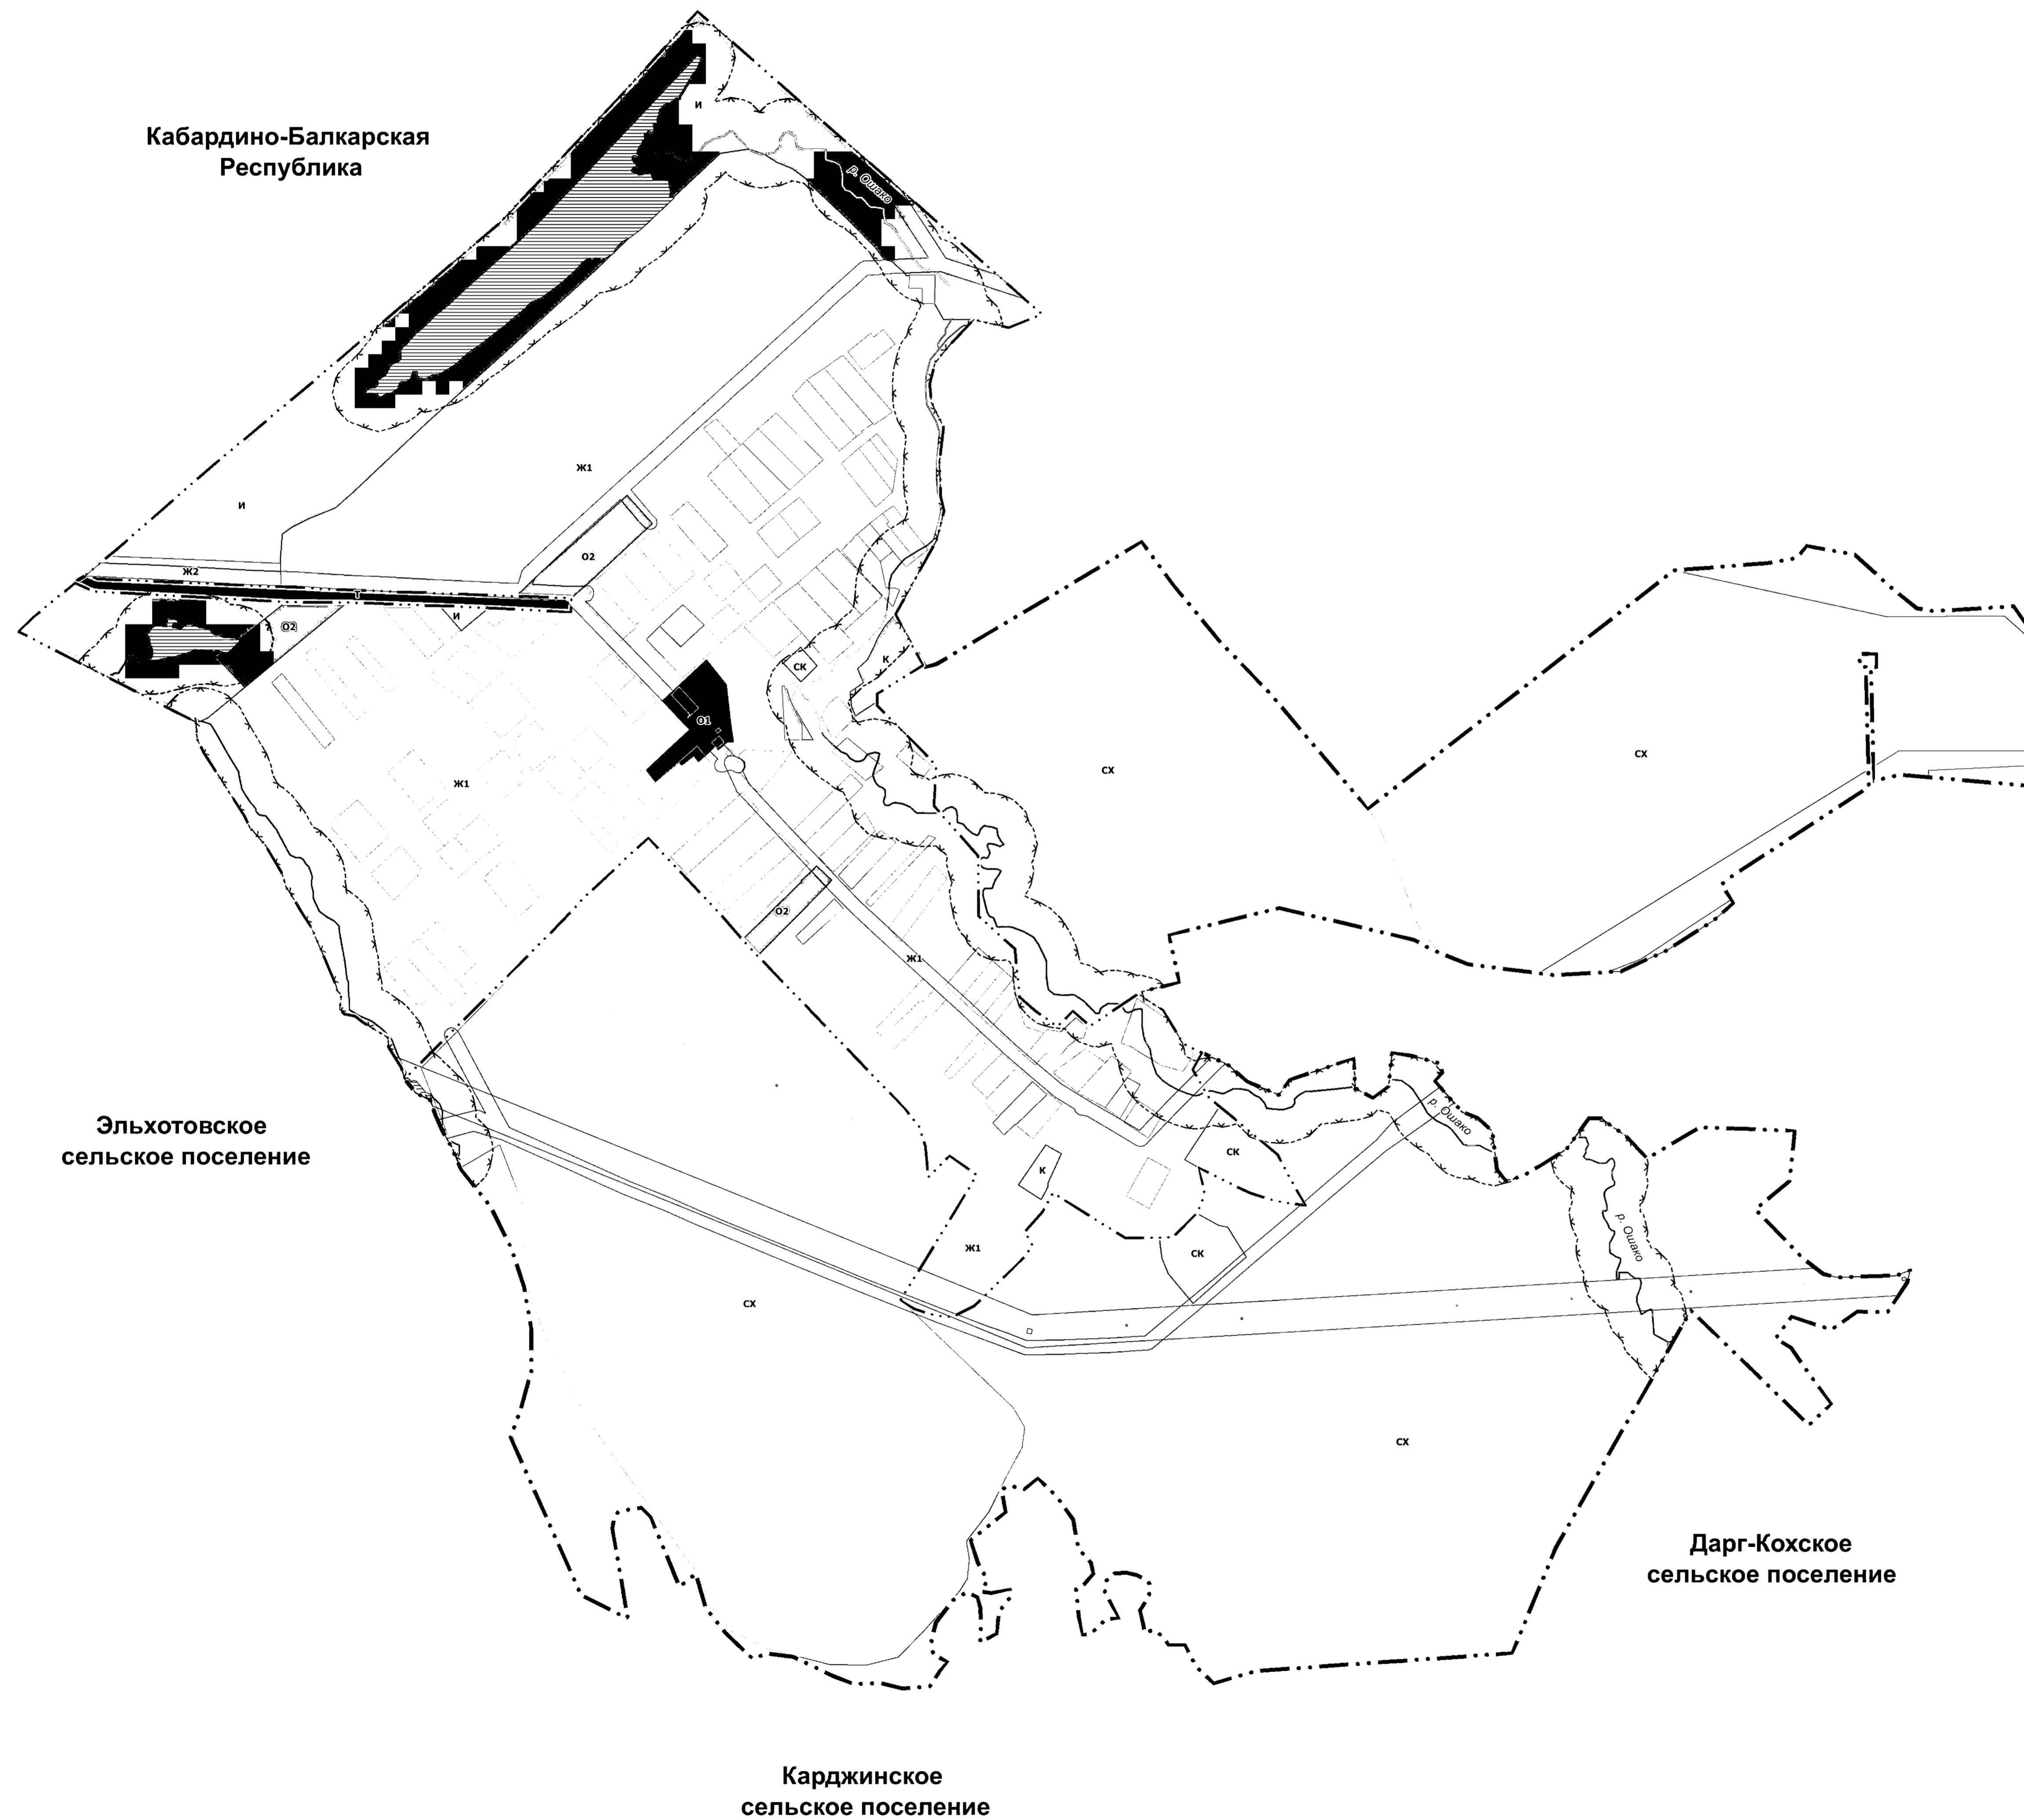 И
Кабардино-Балкарская
Республика
р. Ошако
Ж1
И
О2
Ж2
Т
И
О2
СК
К
О1
СХ
СХ
Ж1
О2
Ж1
Эльхотовское
сельское поселение
р. Ошако
СК
К
р. Ошако
Ж1
СК
СХ
СХ
Дарг-Кохское
сельское поселение
Карджинское
сельское поселение